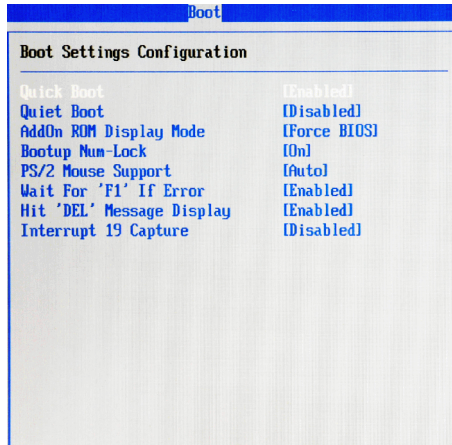 Boot
Boot Settings Configuration
Quick Boot [Enabled]
Quiet Boot [Disabled]
AddOn ROM Display Mode [Force BIOS]
Bootup Num-Lock [On]
PS/2 Mouse Support [Auto]
Wait For 'F1' If Error [Enabled]
Hit 'DEL' Message Display [Enabled]
Interrupt 19 Capture [Disabled]